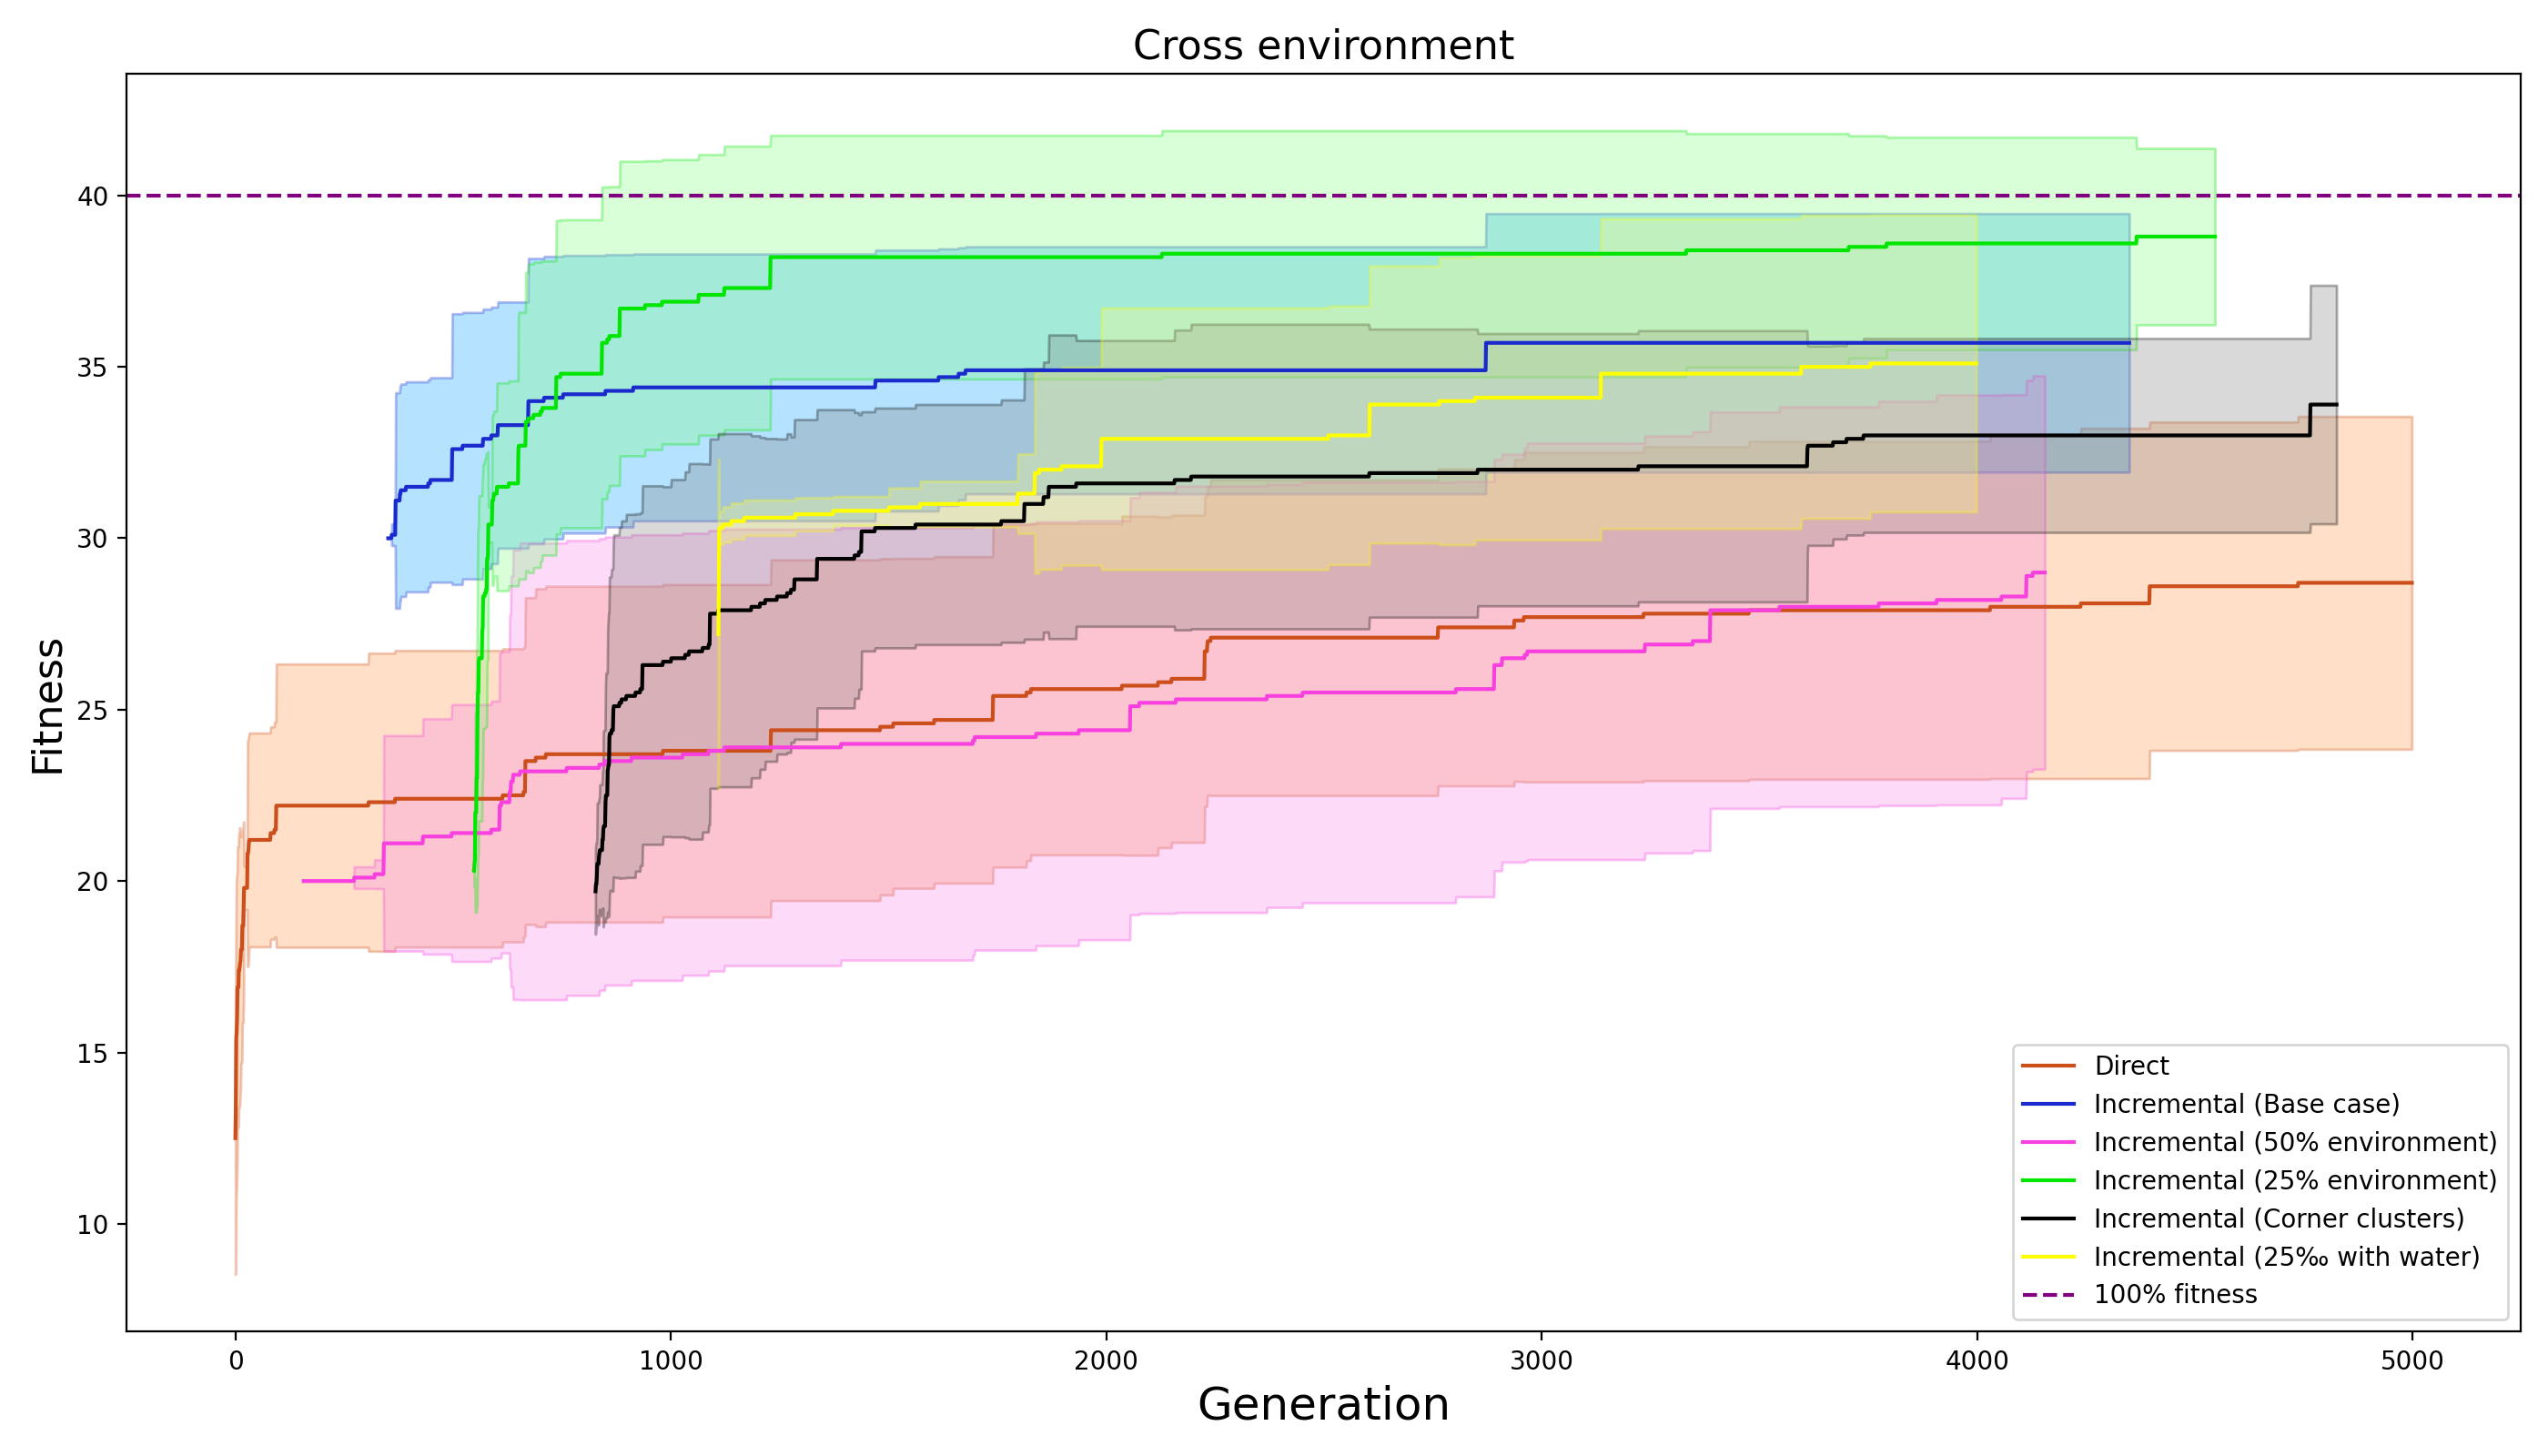 Cross environment
Fitness
40
35
30
25
20
15
10
0
1000
2000
3000
4000
5000
Generation
Direct
Incremental (Base case)
Incremental (50% environment)
Incremental (25% environment)
Incremental (Corner clusters)
Incremental (25‰ with water)
100% fitness